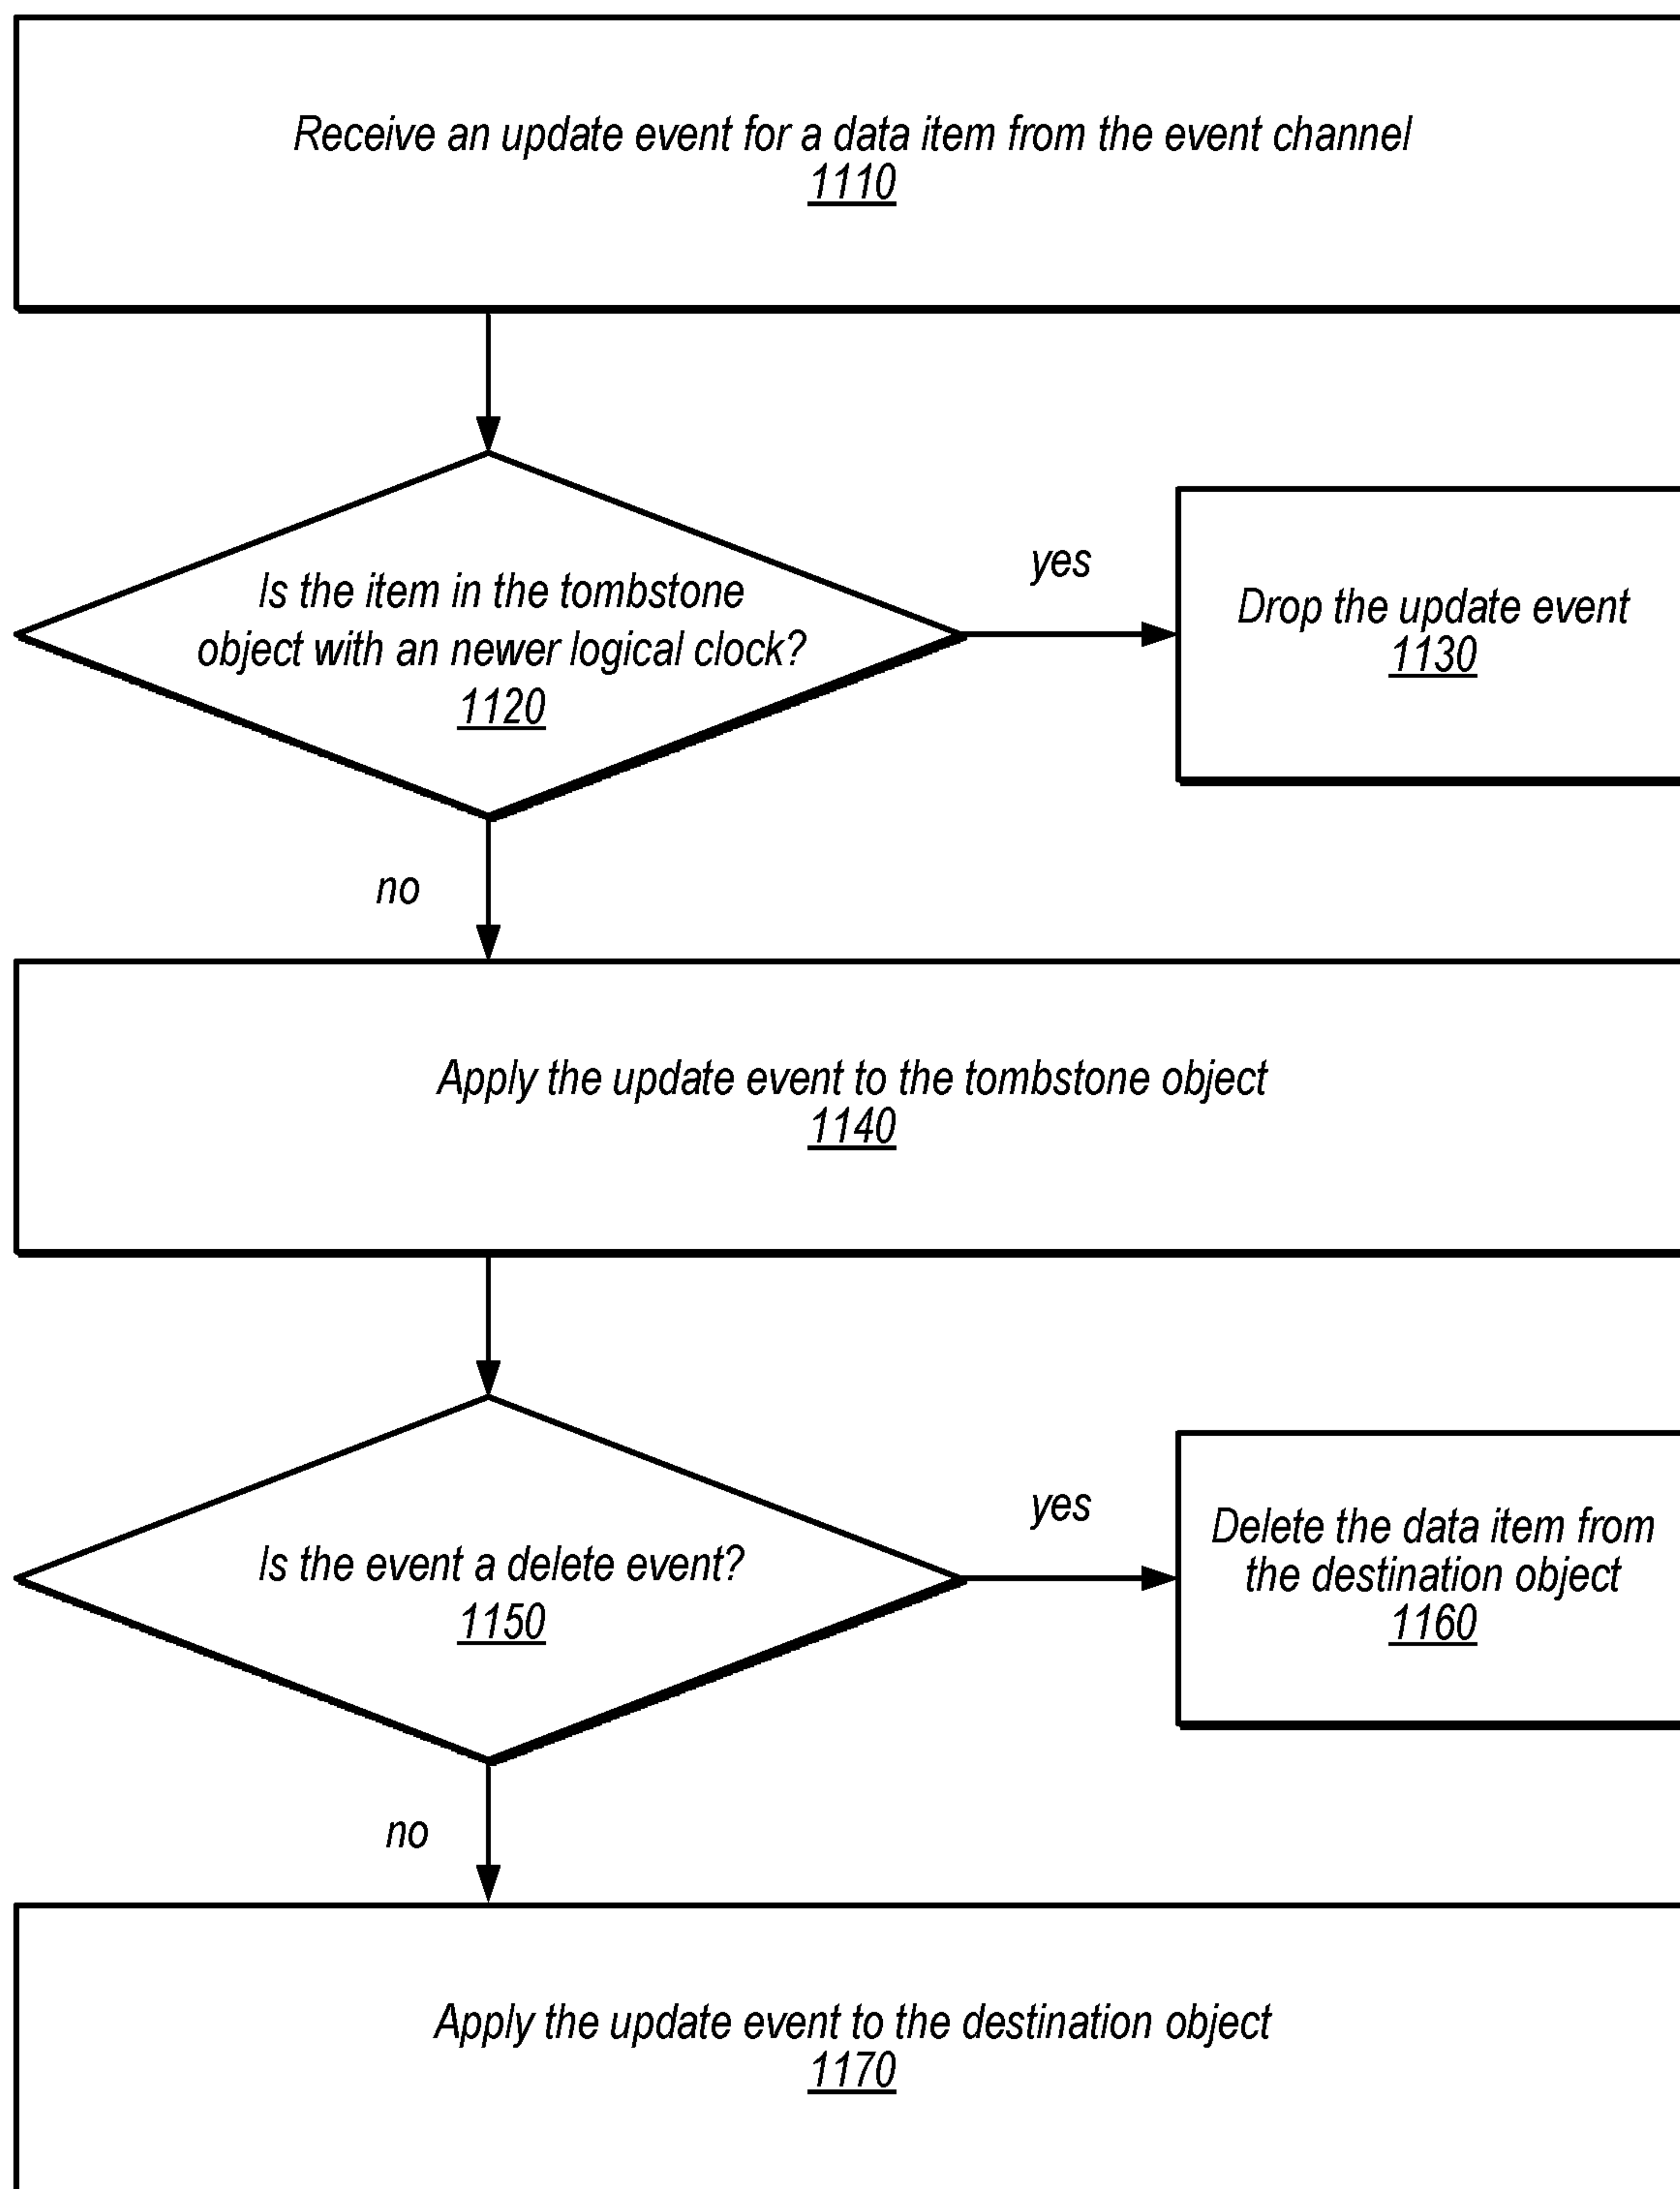 Receive an update event for a data item from the event channel
1110
Is the item in the tombstone
object with an newer logical clock?
1120
yes
Drop the update event
1130
no
Apply the update event to the tombstone object
1140
Is the event a delete event?
1150
yes
Delete the data item from
the destination object
1160
no
Apply the update event to the destination object
1170